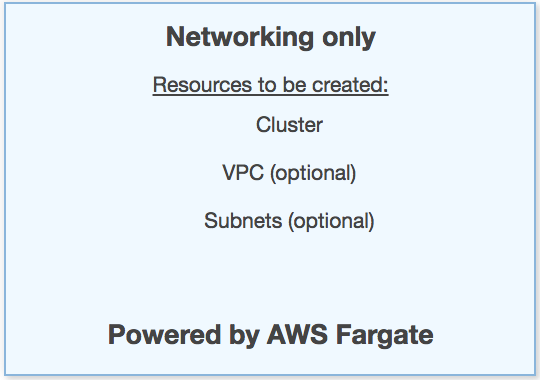 Networking only
Resources to be created:
Cluster
VPC (optional)
Subnets (optional)
Powered by AWS Fargate